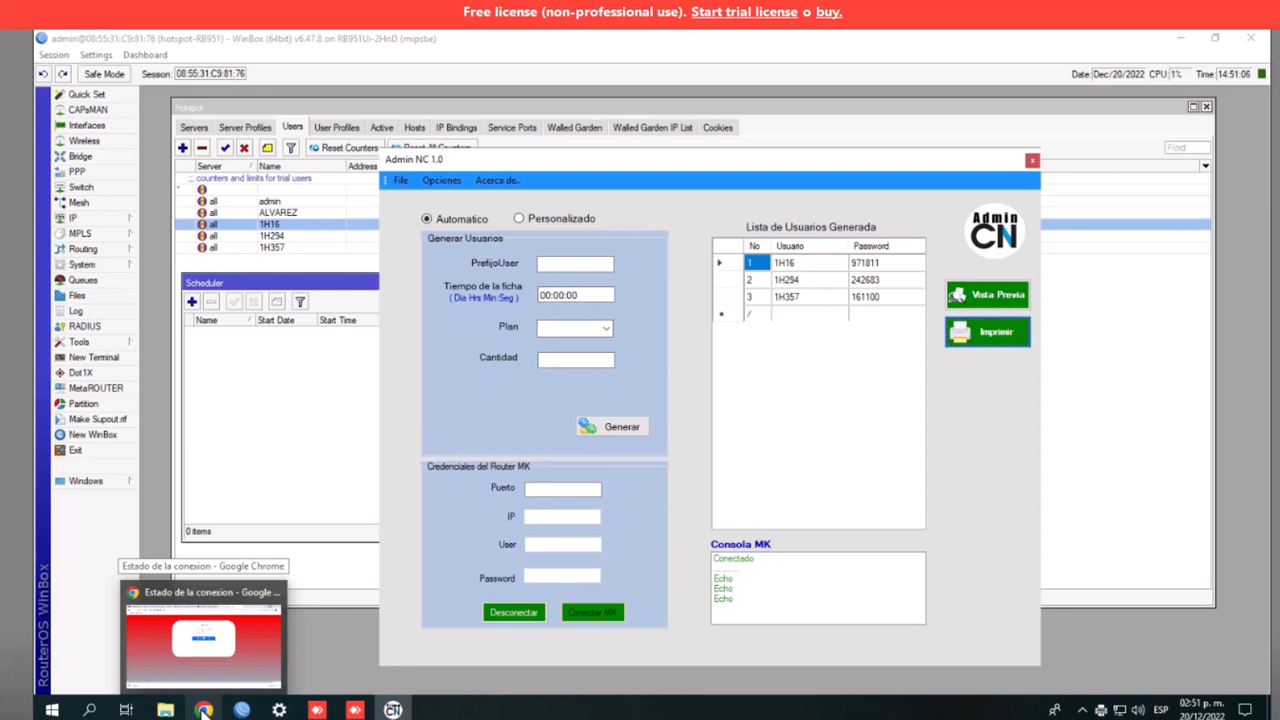 Free license (non-professional use). Start trial license o buy.
admin@08:55:31:C9:81:76 (hotspot-RB951) - WinBox (64bit) v6.47.8 on RB951Ui-2HnD (mipsbe)
Session Settings Dashboard
Safe Mode Session: 08:55:31:C9:81:76 Date: Dec/20/2022 CPU: 1% Time: 14:51:06
Quick Set
CAPsMAN
Interfaces
Wireless
Bridge
PPP
Switch
Mesh
IP
MPLS
Routing
System
Queues
Files
Log
RADIUS
Tools
New Terminal
Dot1X
MetaROUTER
Partition
Make Supout.rif
New WinBox
Exit
Windows
RouterOS WinBox
Hotspot
Servers Server Profiles Users User Profiles Active Hosts IP Bindings Service Ports Walled Garden Walled Garden IP List Cookies
Reset Counters Reset All Counters Find
Server Name Address
::: counters and limits for trial users
all admin
all ALVAREZ
all 1H16
all 1H294
all 1H357
Scheduler
Name Start Date Start Time
0 items
Admin NC 1.0
File Opciones Acerca de..
Automatico Personalizado
Generar Usuarios
PrefijoUser
Tiempo de la ficha
( Dia Hrs:Min:Seg )
00:00:00
Plan
Cantidad
Generar
Credenciales del Router MK
Puerto
IP
User
Password
Desconectar Conectar MK
Lista de Usuarios Generada
No Usuario Password
1 1H16 971811
2 1H294 242683
3 1H357 161100
Admin
CN
Vista Previa
Imprimir
Consola MK
Conectado
..........
Echo
Echo
Echo
Estado de la conexion - Google Chrome
Estado de la conexion - Google ...
CN
ESP
02:51 p. m.
20/12/2022